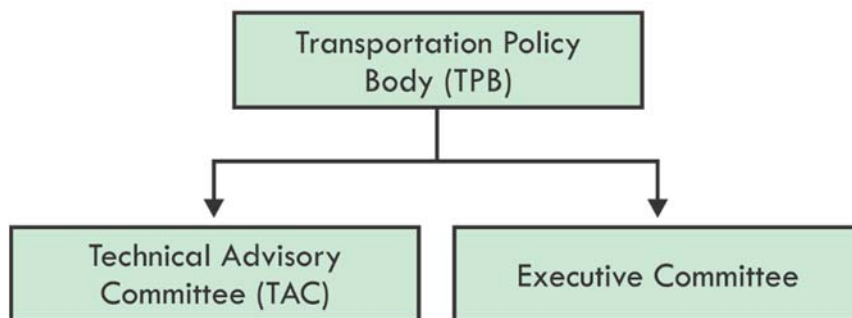 Transportation Policy
Body (TPB)
Technical Advisory
Committee (TAC)
Executive Committee